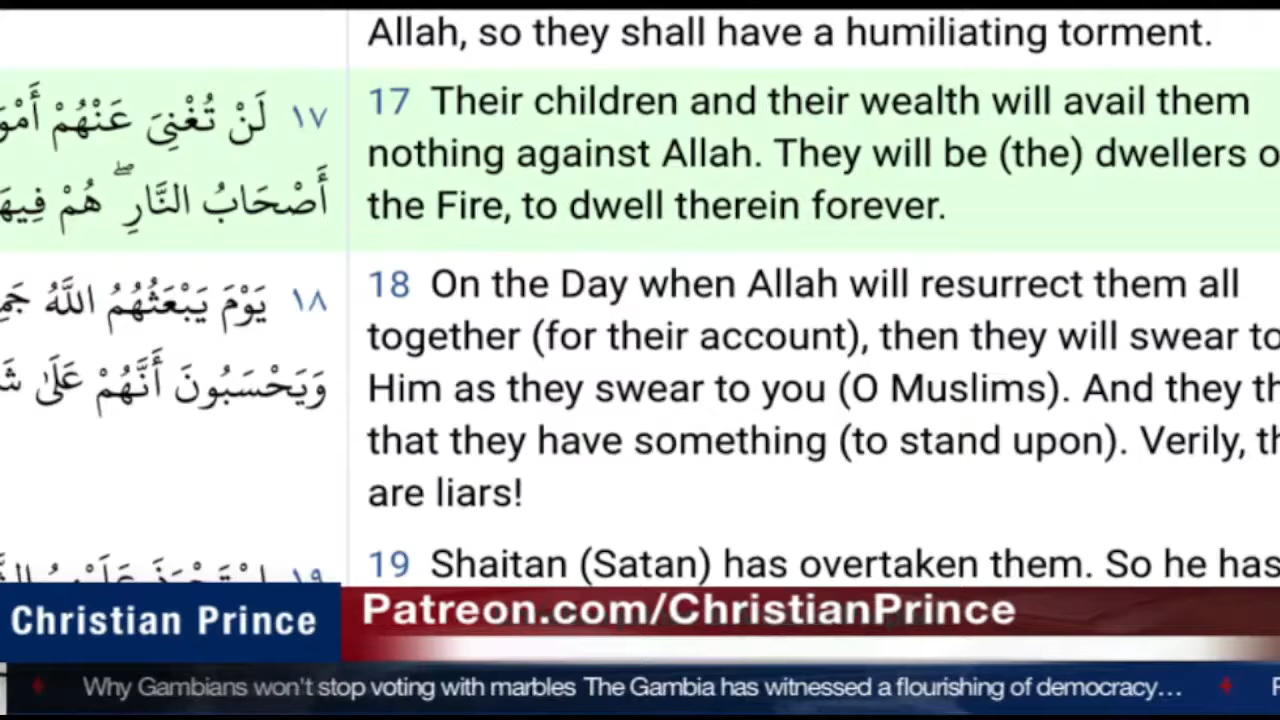 Allah, so they shall have a humiliating torment.
١٧ لَنْ تُغْنِيَ عَنْهُمْ
أَصْحَابُ النَّارِ ۖ هُمْ
17 Their children and their wealth will avail them
nothing against Allah. They will be (the) dwellers
the Fire, to dwell therein forever.
١٨ يَوْمَ يَبْعَثُهُمُ اللَّهُ
وَيَحْسَبُونَ أَنَّهُمْ عَلَىٰ
18 On the Day when Allah will resurrect them all
together (for their account), then they will swear to
Him as they swear to you (O Muslims). And they
that they have something (to stand upon). Verily,
are liars!
١٩
19 Shaitan (Satan) has overtaken them. So he has
Christian Prince
Patreon.com/ChristianPrince
Why Gambians won't stop voting with marbles The Gambia has witnessed a flourishing of democracy...